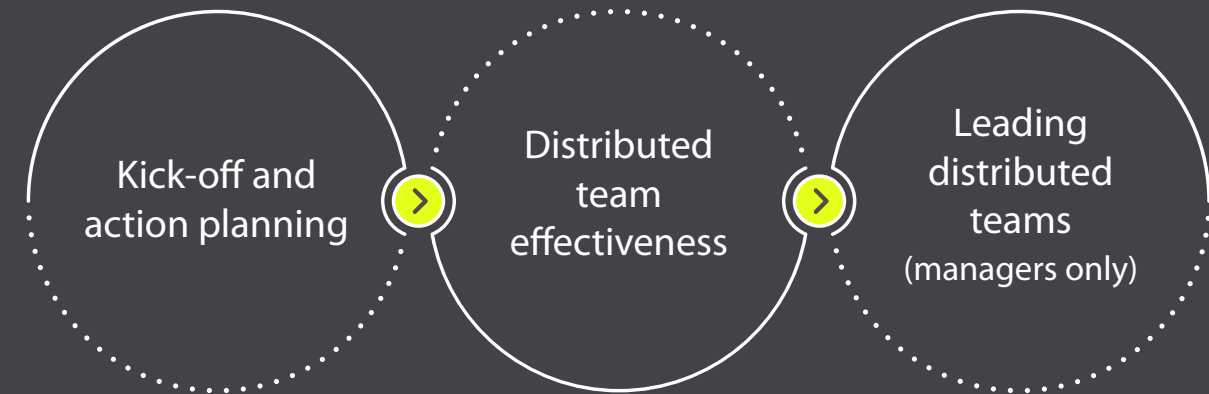 Kick-off and
action planning
Distributed
team
effectiveness
Leading
distributed
teams
(managers only)